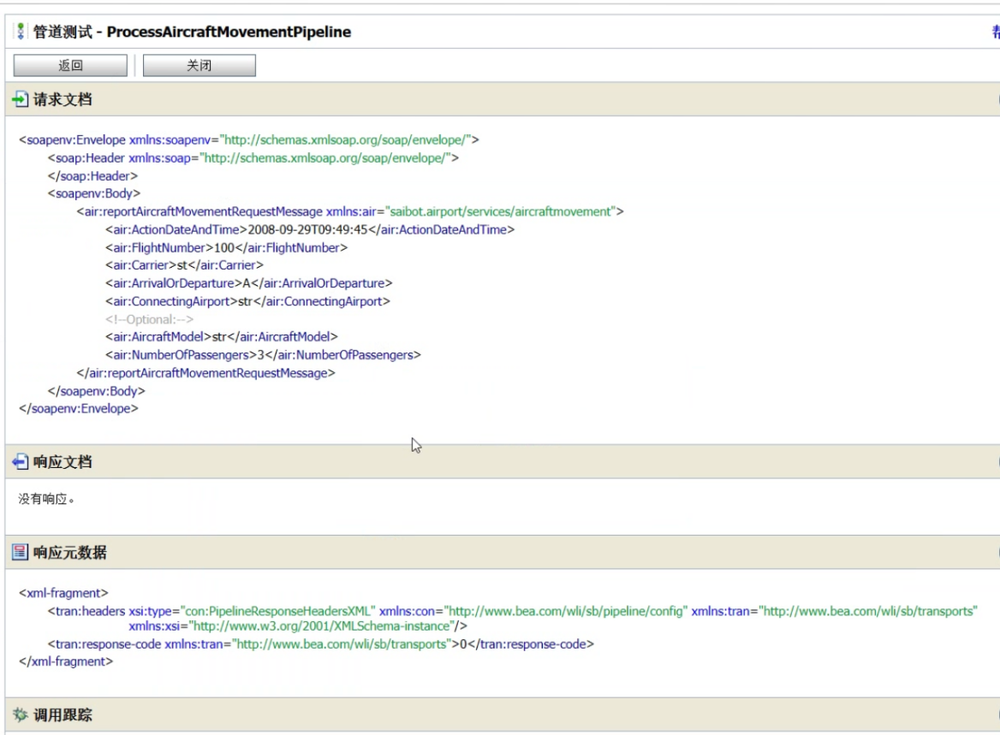 管道测试 - ProcessAircraftMovementPipeline
返回 关闭
请求文档
<soapenv:Envelope xmlns:soapenv="http://schemas.xmlsoap.org/soap/envelope/">
<soap:Header xmlns:soap="http://schemas.xmlsoap.org/soap/envelope/">
</soap:Header>
<soapenv:Body>
<air:reportAircraftMovementRequestMessage xmlns:air="saibot.airport/services/aircraftmovement">
<air:ActionDateAndTime>2008-09-29T09:49:45</air:ActionDateAndTime>
<air:FlightNumber>100</air:FlightNumber>
<air:Carrier>st</air:Carrier>
<air:ArrivalOrDeparture>A</air:ArrivalOrDeparture>
<air:ConnectingAirport>str</air:ConnectingAirport>
<!--Optional:-->
<air:AircraftModel>str</air:AircraftModel>
<air:NumberOfPassengers>3</air:NumberOfPassengers>
</air:reportAircraftMovementRequestMessage>
</soapenv:Body>
</soapenv:Envelope>
响应文档
没有响应。
响应元数据
<xml-fragment>
<tran:headers xsi:type="con:PipelineResponseHeadersXML" xmlns:con="http://www.bea.com/wli/sb/pipeline/config" xmlns:tran="http://www.bea.com/wli/sb/transports"
xmlns:xsi="http://www.w3.org/2001/XMLSchema-instance"/>
<tran:response-code xmlns:tran="http://www.bea.com/wli/sb/transports">0</tran:response-code>
</xml-fragment>
调用跟踪